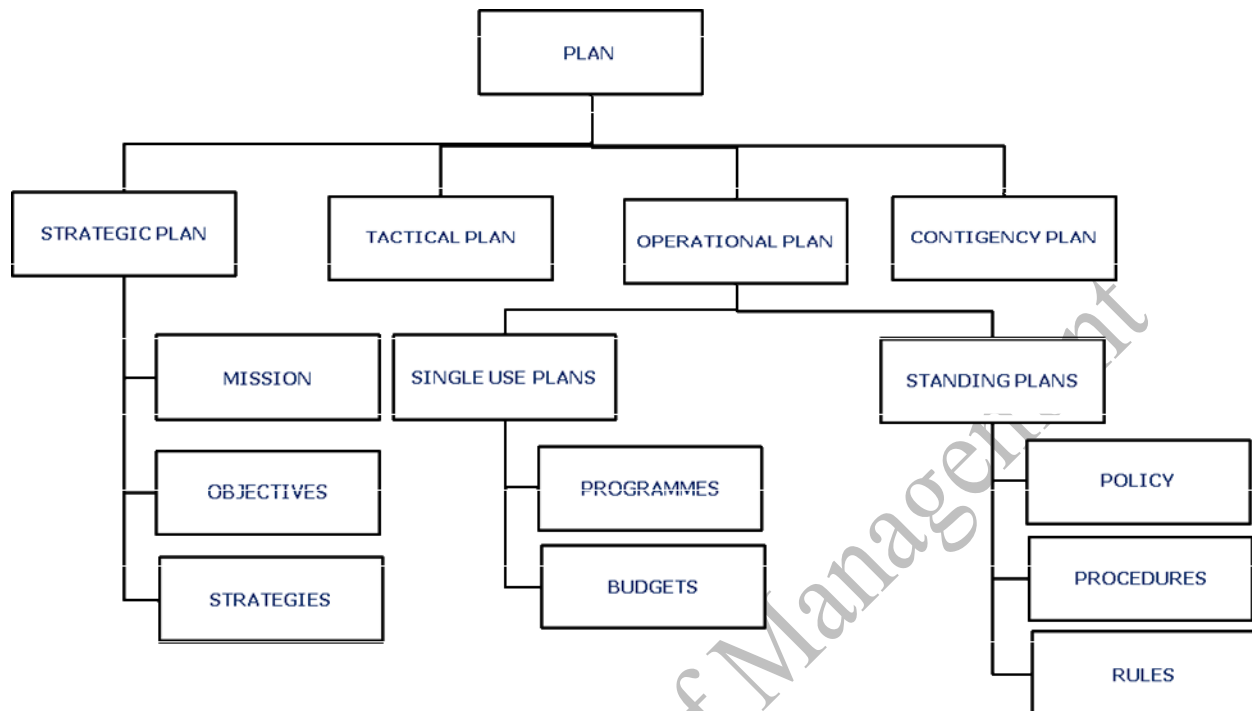 PLAN
STRATEGIC PLAN
TACTICAL PLAN
OPERATIONAL PLAN
CONTIGENCY PLAN
MISSION
SINGLE USE PLANS
STANDING PLANS
OBJECTIVES
PROGRAMMES
POLICY
STRATEGIES
BUDGETS
PROCEDURES
RULES
f Management